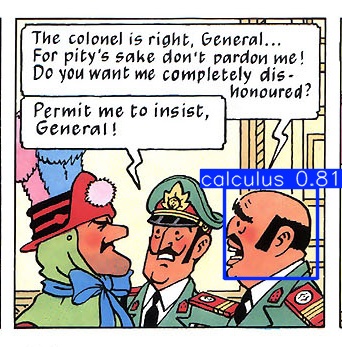 The colonel is right, General...
For pity's sake don't pardon me!
Do you want me completely dis-
honoured?
Permit me to insist,
General!
calculus 0.81